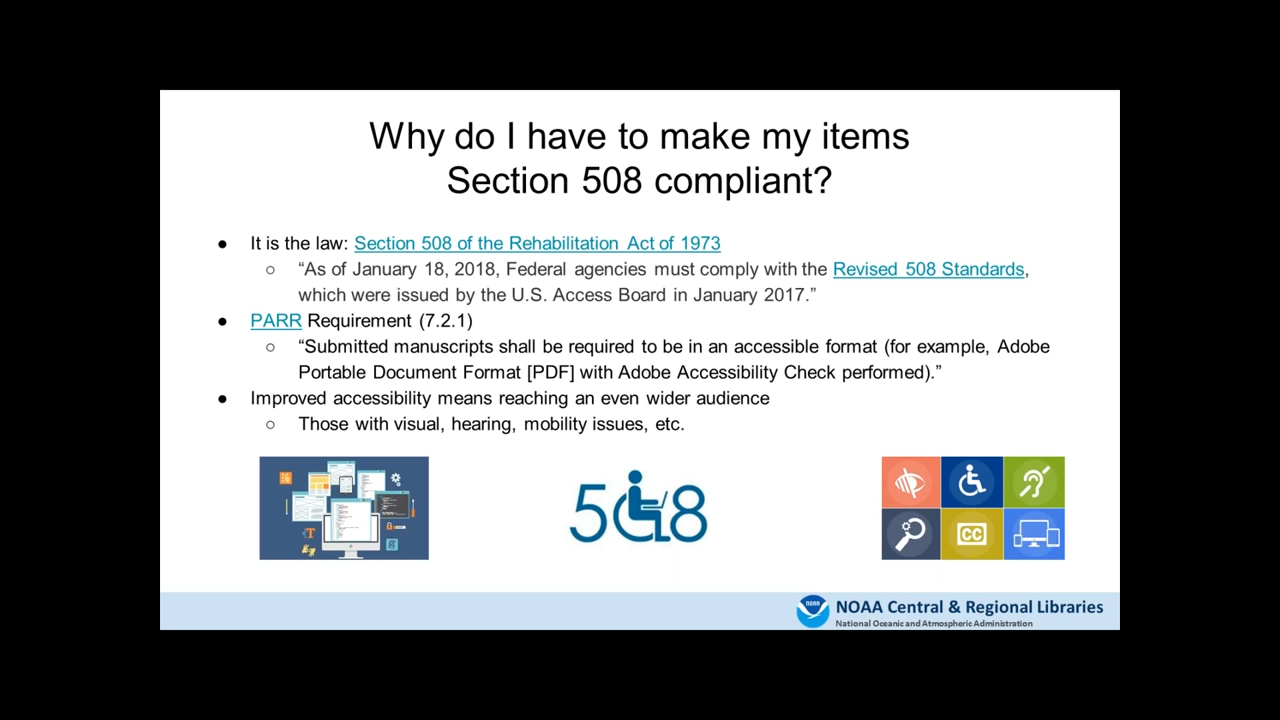 Why do I have to make my items
Section 508 compliant?
● It is the law: Section 508 of the Rehabilitation Act of 1973
○ “As of January 18, 2018, Federal agencies must comply with the Revised 508 Standards,
which were issued by the U.S. Access Board in January 2017.”
● PARR Requirement (7.2.1)
○ “Submitted manuscripts shall be required to be in an accessible format (for example, Adobe
Portable Document Format [PDF] with Adobe Accessibility Check performed).”
● Improved accessibility means reaching an even wider audience
○ Those with visual, hearing, mobility issues, etc.
508
CC
NOAA
NOAA Central & Regional Libraries
National Oceanic and Atmospheric Administration